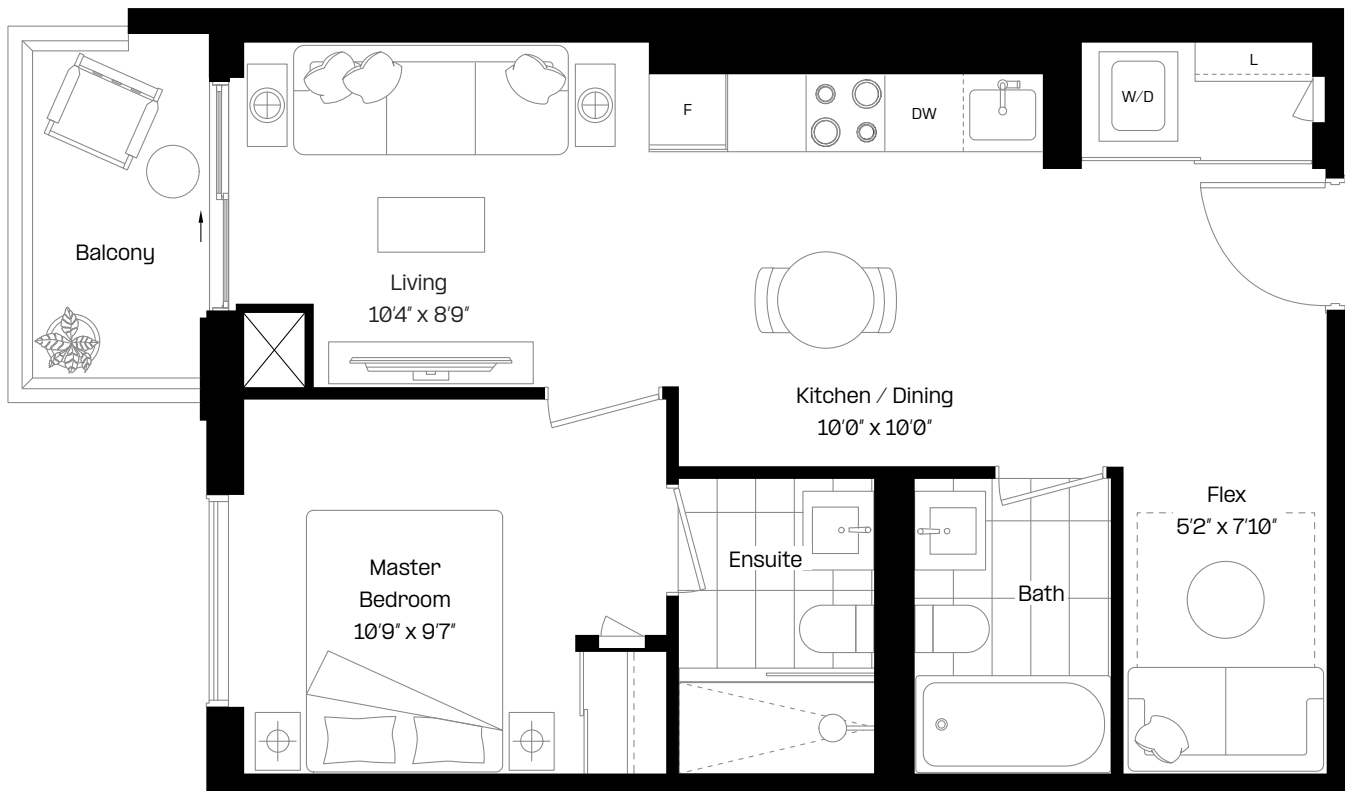 L
W/D
F
DW
Balcony
Living
10'4" x 8'9"
Kitchen / Dining
10'0" x 10'0"
Flex
5'2" x 7'10"
Ensuite
Master
Bedroom
10'9" x 9'7"
Bath